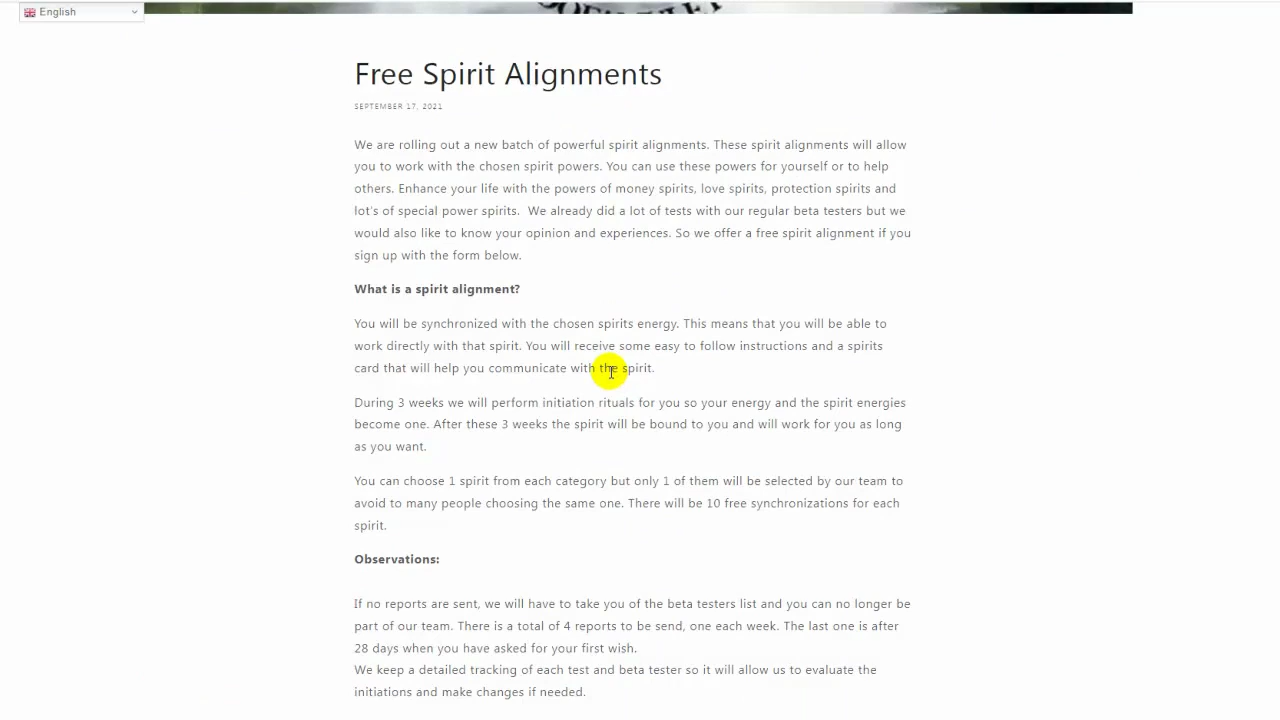 English
Free Spirit Alignments
SEPTEMBER 17, 2021
We are rolling out a new batch of powerful spirit alignments. These spirit alignments will allow
you to work with the chosen spirit powers. You can use these powers for yourself or to help
others. Enhance your life with the powers of money spirits, love spirits, protection spirits and
lot's of special power spirits.  We already did a lot of tests with our regular beta testers but we
would also like to know your opinion and experiences. So we offer a free spirit alignment if you
sign up with the form below.
What is a spirit alignment?
You will be synchronized with the chosen spirits energy. This means that you will be able to
work directly with that spirit. You will receive some easy to follow instructions and a spirits
card that will help you communicate with the spirit.
During 3 weeks we will perform initiation rituals for you so your energy and the spirit energies
become one. After these 3 weeks the spirit will be bound to you and will work for you as long
as you want.
You can choose 1 spirit from each category but only 1 of them will be selected by our team to
avoid to many people choosing the same one. There will be 10 free synchronizations for each
spirit.
Observations:
If no reports are sent, we will have to take you of the beta testers list and you can no longer be
part of our team. There is a total of 4 reports to be send, one each week. The last one is after
28 days when you have asked for your first wish.
We keep a detailed tracking of each test and beta tester so it will allow us to evaluate the
initiations and make changes if needed.